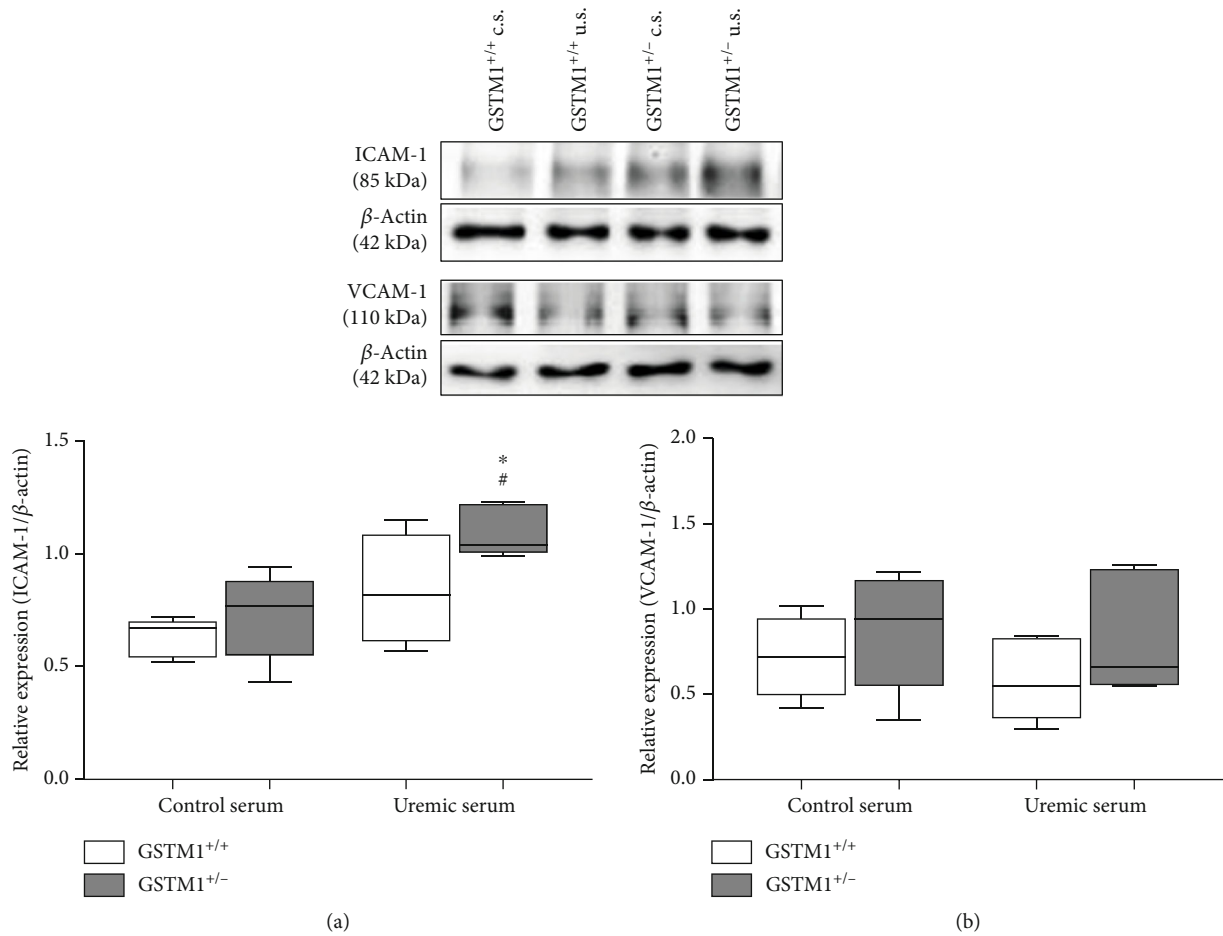 GSTM1+/+ c.s.
GSTM1+/+ u.s.
GSTM1+/– c.s.
GSTM1+/– u.s.
ICAM-1
(85 kDa)
β-Actin
(42 kDa)
VCAM-1
(110 kDa)
β-Actin
(42 kDa)
Relative expression (ICAM-1/β-actin)
1.5
1.0
0.5
0.0
*
#
Control serum
Uremic serum
GSTM1+/+
GSTM1+/–
(a)
Relative expression (VCAM-1/β-actin)
2.0
1.5
1.0
0.5
0.0
Control serum
Uremic serum
GSTM1+/+
GSTM1+/–
(b)